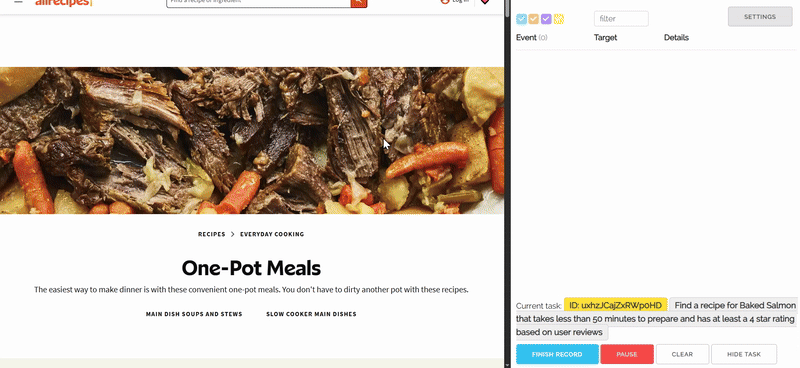 allrecipes
Find a recipe or ingredient
Log In
RECIPES > EVERYDAY COOKING
One-Pot Meals
The easiest way to make dinner is with these convenient one-pot meals. You don't have to dirty another pot with these recipes.
MAIN DISH SOUPS AND STEWS SLOW COOKER MAIN DISHES
filter
SETTINGS
Event (0) Target Details
Current task: ID: uxhzJCajZxRWp0HD Find a recipe for Baked Salmon
that takes less than 50 minutes to prepare and has at least a 4 star rating
based on user reviews
FINISH RECORD PAUSE CLEAR HIDE TASK